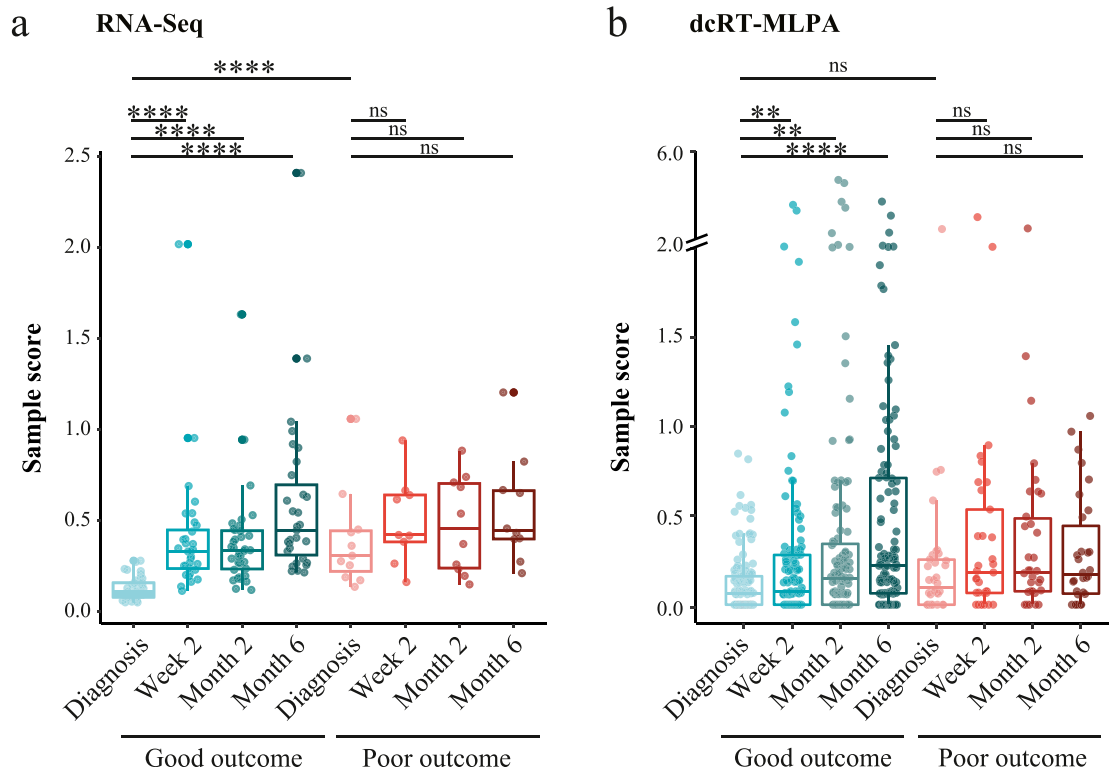 a
RNA-Seq
****
****
****
****
ns
ns
ns
Sample score
2.5
2.0
1.5
1.0
0.5
0.0
Diagnosis
Week 2
Month 2
Month 6
Diagnosis
Week 2
Month 2
Month 6
Good outcome
Poor outcome
b
dcRT-MLPA
ns
**
**
****
ns
ns
ns
Sample score
6.0
2.0
1.5
1.0
0.5
0.0
Diagnosis
Week 2
Month 2
Month 6
Diagnosis
Week 2
Month 2
Month 6
Good outcome
Poor outcome